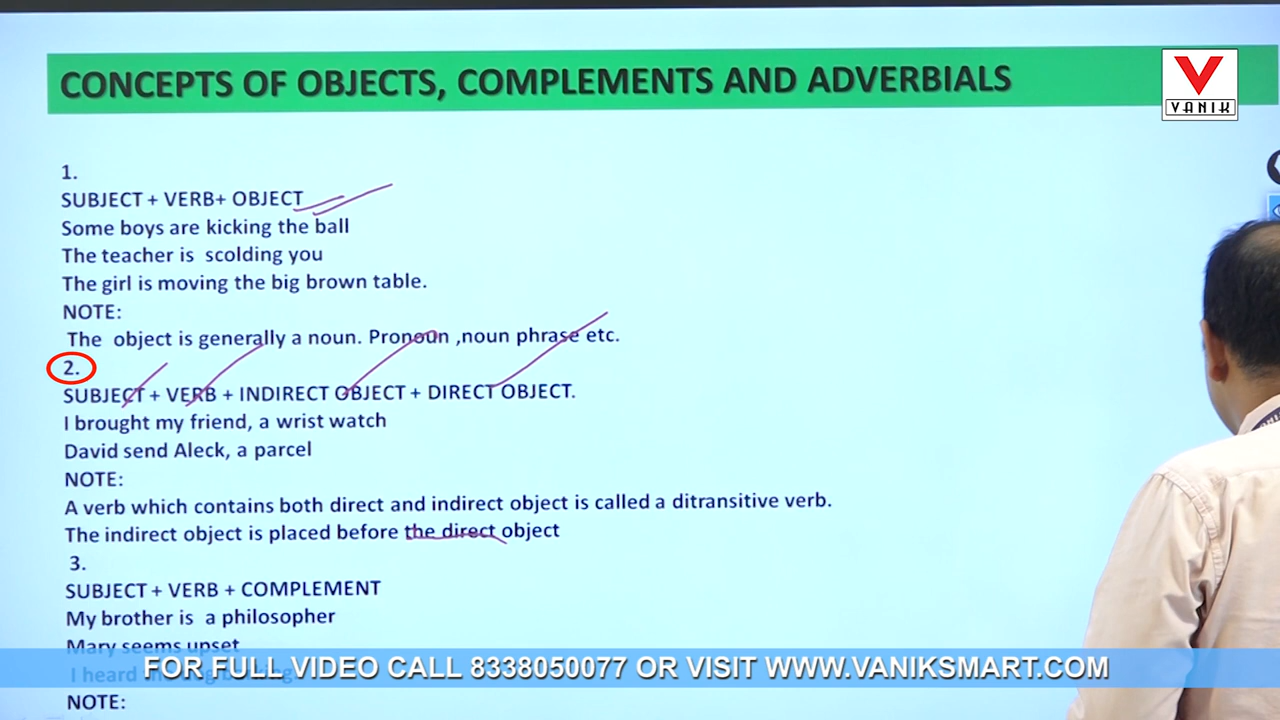 CONCEPTS OF OBJECTS, COMPLEMENTS AND ADVERBIALS
VANIK
1.
SUBJECT + VERB+ OBJECT
Some boys are kicking the ball
The teacher is scolding you
The girl is moving the big brown table.
NOTE:
The object is generally a noun. Pronoun ,noun phrase etc.
2.
SUBJECT + VERB + INDIRECT OBJECT + DIRECT OBJECT.
I brought my friend, a wrist watch
David send Aleck, a parcel
NOTE:
A verb which contains both direct and indirect object is called a ditransitive verb.
The indirect object is placed before the direct object
3.
SUBJECT + VERB + COMPLEMENT
My brother is a philosopher
Mary seems upset
I heard
FOR FULL VIDEO CALL 8338050077 OR VISIT WWW.VANIKSMART.COM
NOTE: